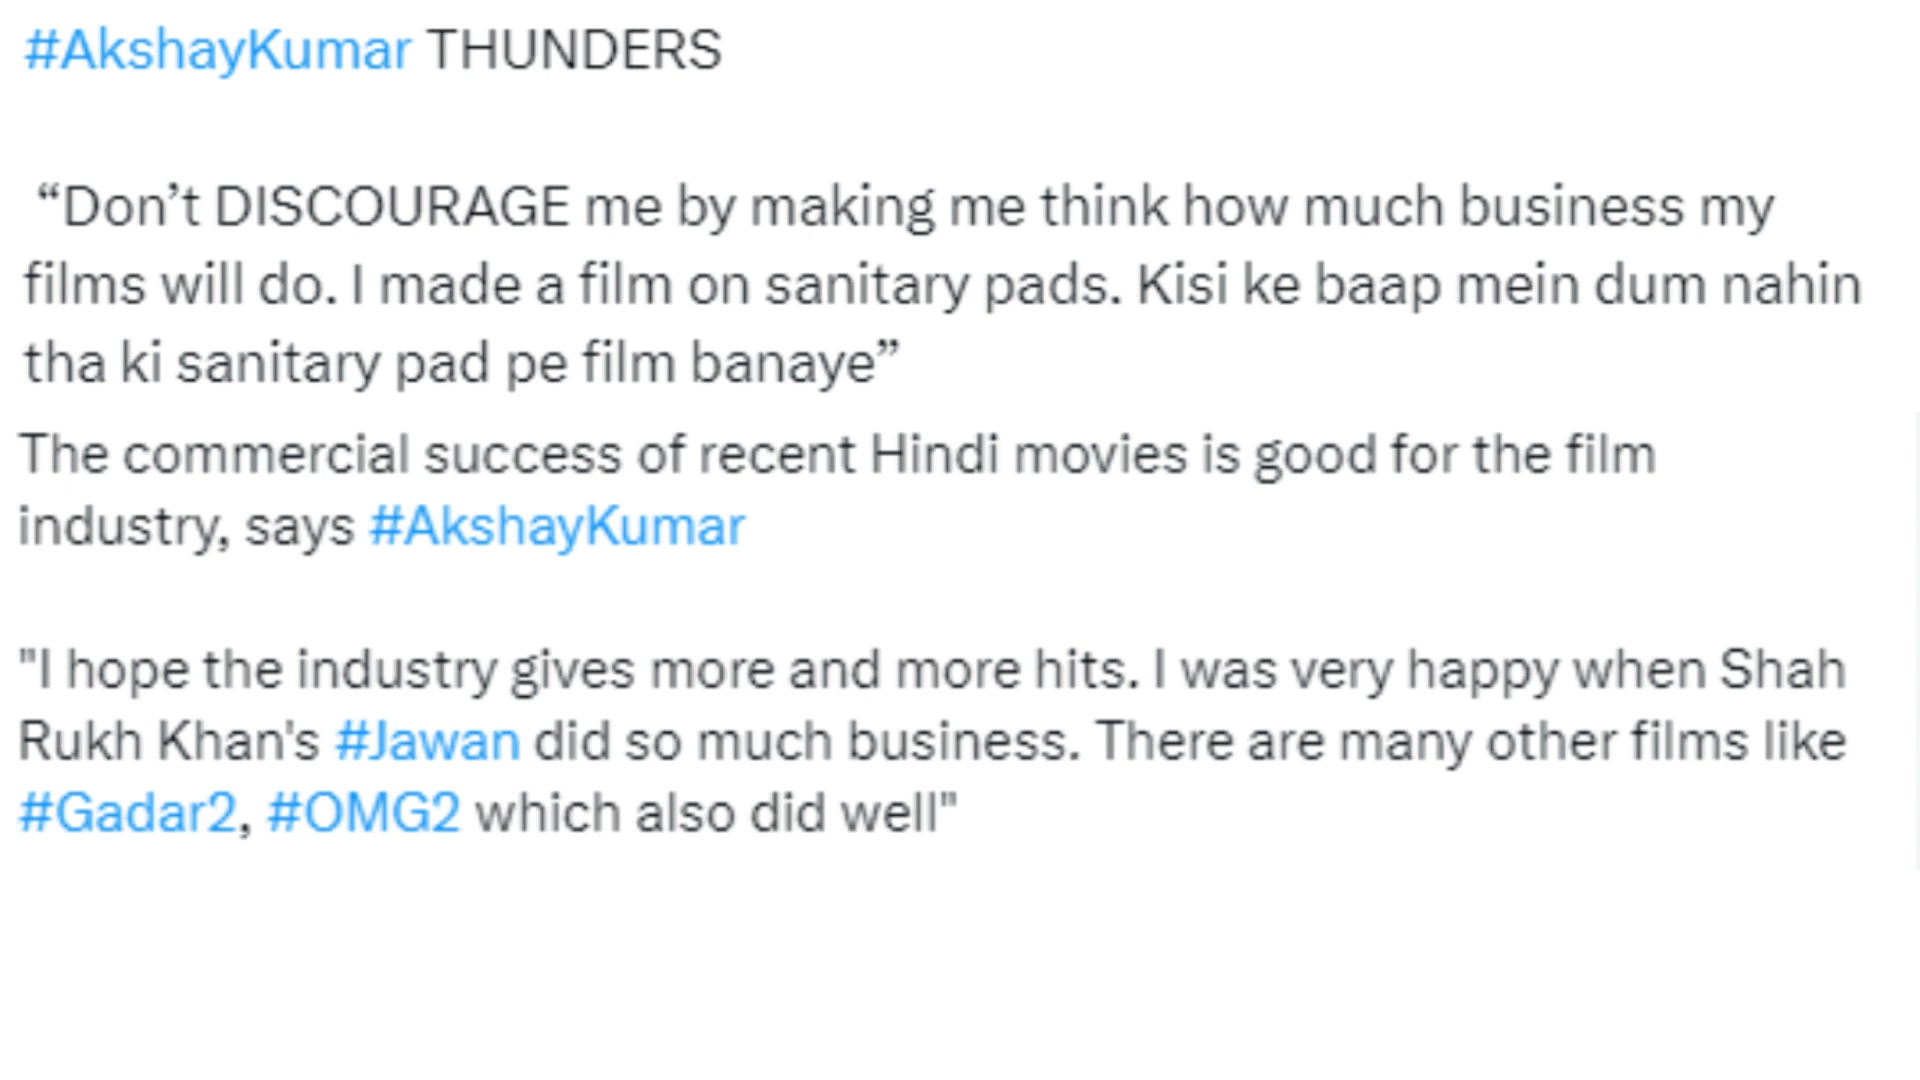 #AkshayKumar THUNDERS
“Don’t DISCOURAGE me by making me think how much business my
films will do. I made a film on sanitary pads. Kisi ke baap mein dum nahin
tha ki sanitary pad pe film banaye”
The commercial success of recent Hindi movies is good for the film
industry, says #AkshayKumar
"I hope the industry gives more and more hits. I was very happy when Shah
Rukh Khan's #Jawan did so much business. There are many other films like
#Gadar2, #OMG2 which also did well"